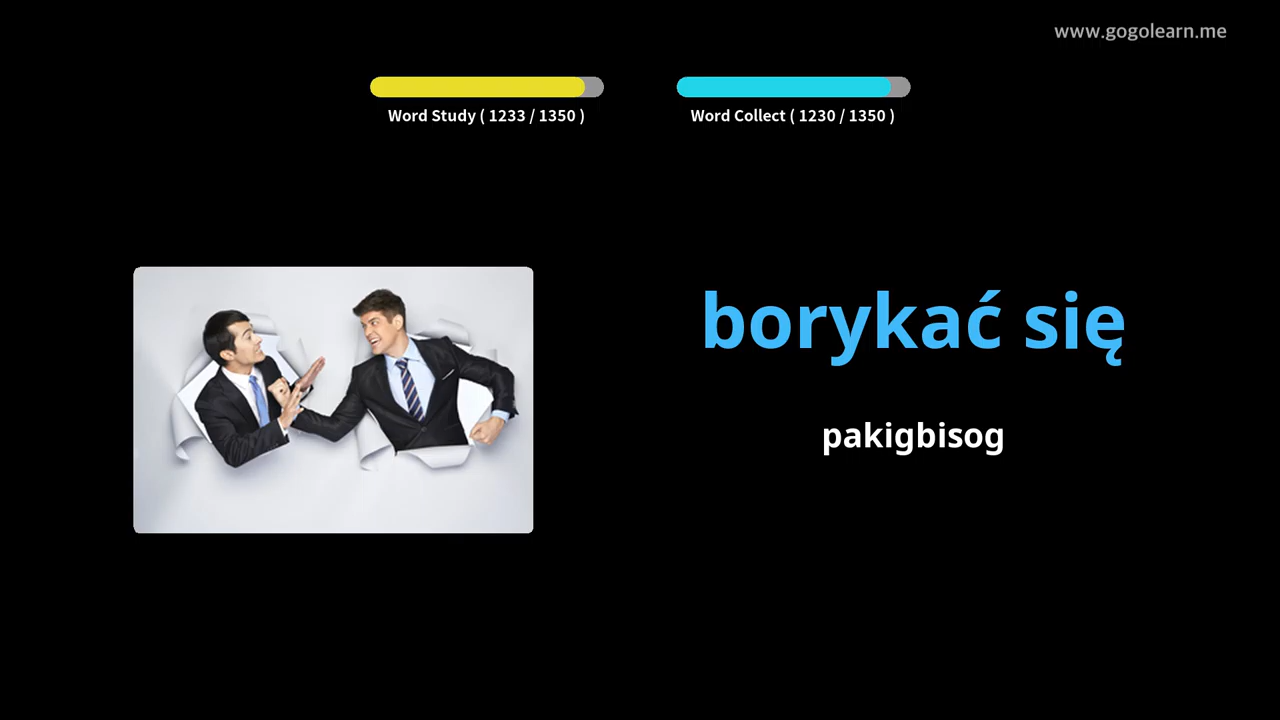 www.gogolearn.me
Word Study ( 1233 / 1350 )
Word Collect ( 1230 / 1350 )
borykać się
pakigbisog